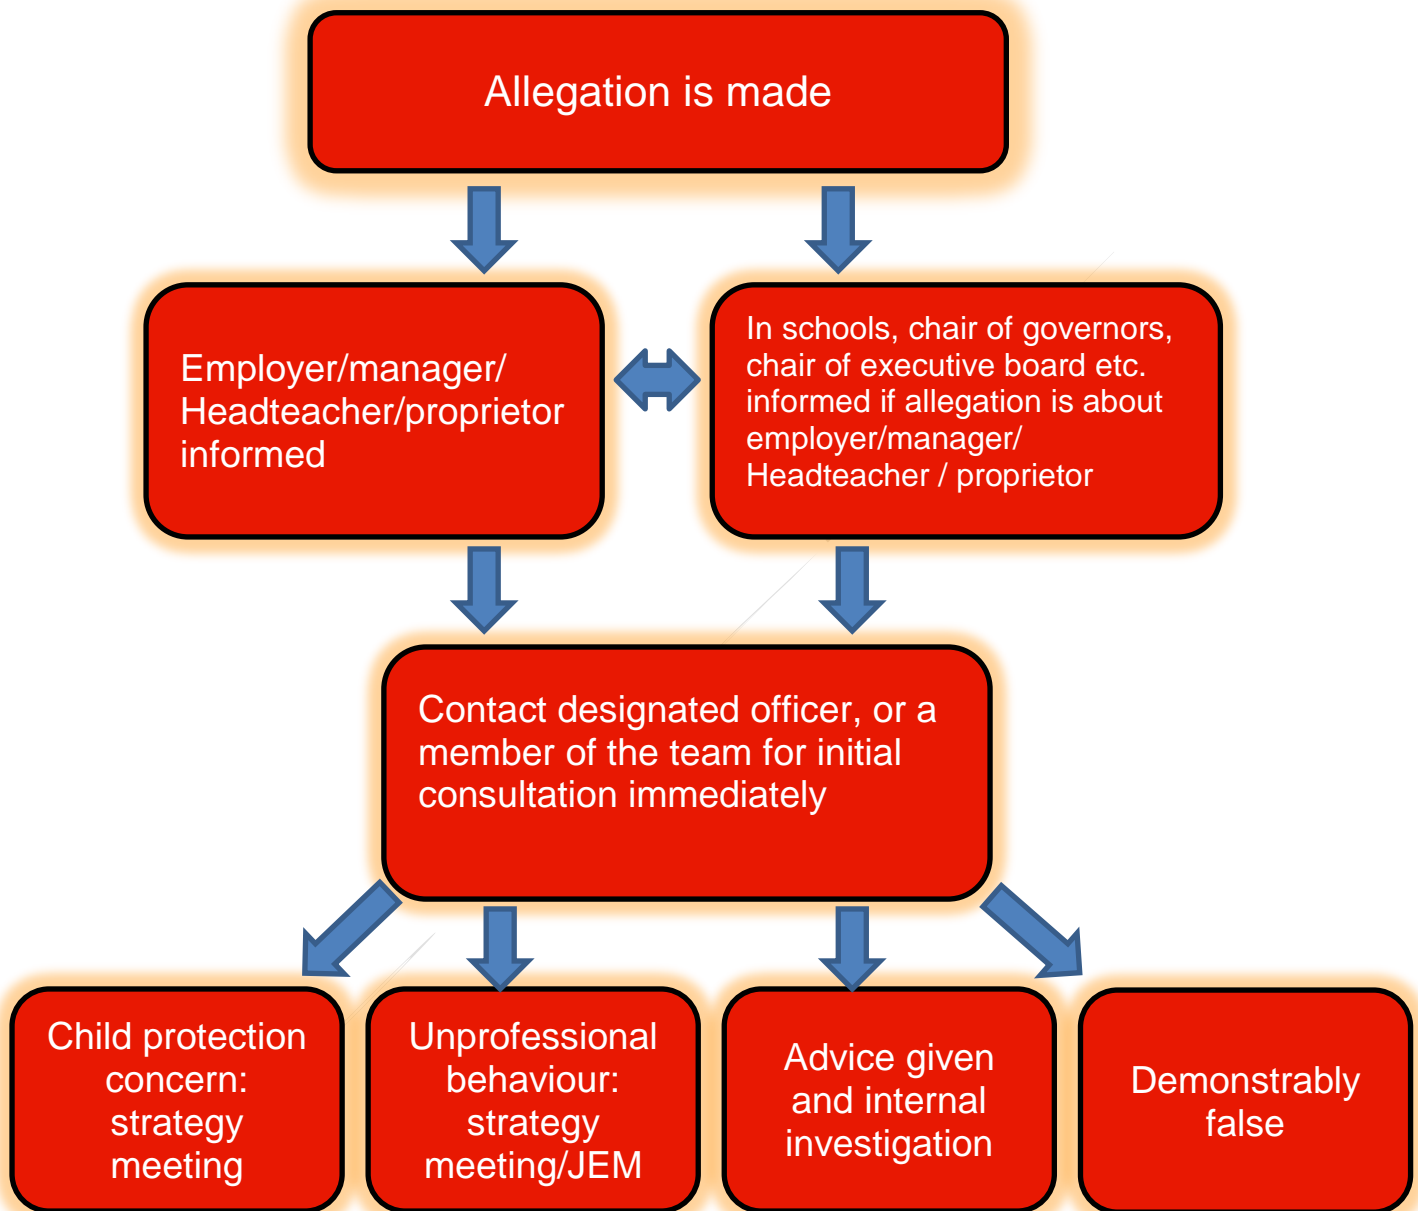 Allegation is made
Employer/manager/
Headteacher/proprietor
informed
In schools, chair of governors,
chair of executive board etc.
informed if allegation is about
employer/manager/
Headteacher / proprietor
Contact designated officer, or a
member of the team for initial
consultation immediately
Child protection
concern:
strategy
meeting
Unprofessional
behaviour:
strategy
meeting/JEM
Advice given
and internal
investigation
Demonstrably
false